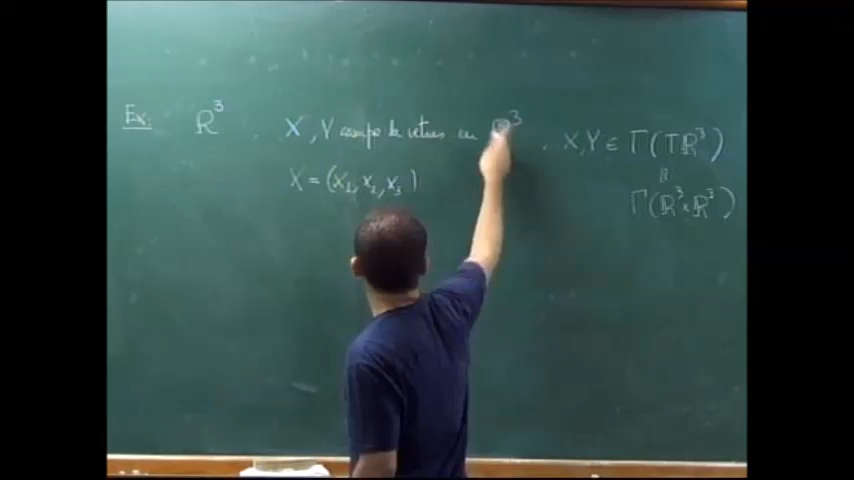 Ex: ℝ³ . X, Y campo de vetores em ℝ³ . X, Y ∈ Γ(Tℝ³)
X = (X₁, X₂, X₃)
Γ(ℝ³ × ℝ³)